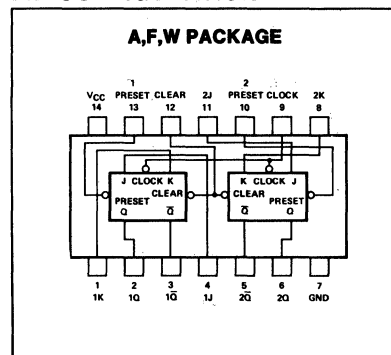 A,F,W PACKAGE
1 2
VCC PRESET CLEAR 2J PRESET CLOCK 2K
14 13 12 11 10 9 8
J CLOCK K K CLOCK J
CLEAR CLEAR
PRESET PRESET
Q Q̅ Q̅ Q
1 2 3 4 5 6 7
1K 1Q 1Q̅ 1J 2Q̅ 2Q GND